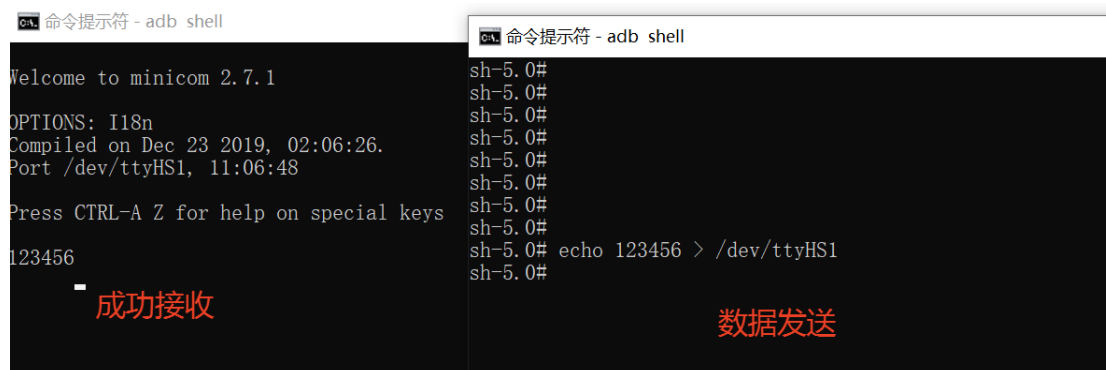 命令提示符 - adb shell
Welcome to minicom 2.7.1
OPTIONS: I18n
Compiled on Dec 23 2019, 02:06:26.
Port /dev/ttyHS1, 11:06:48
Press CTRL-A Z for help on special keys
123456
成功接收
命令提示符 - adb shell
sh-5.0#
sh-5.0#
sh-5.0#
sh-5.0#
sh-5.0#
sh-5.0#
sh-5.0#
sh-5.0#
sh-5.0# echo 123456 > /dev/ttyHS1
sh-5.0#
数据发送